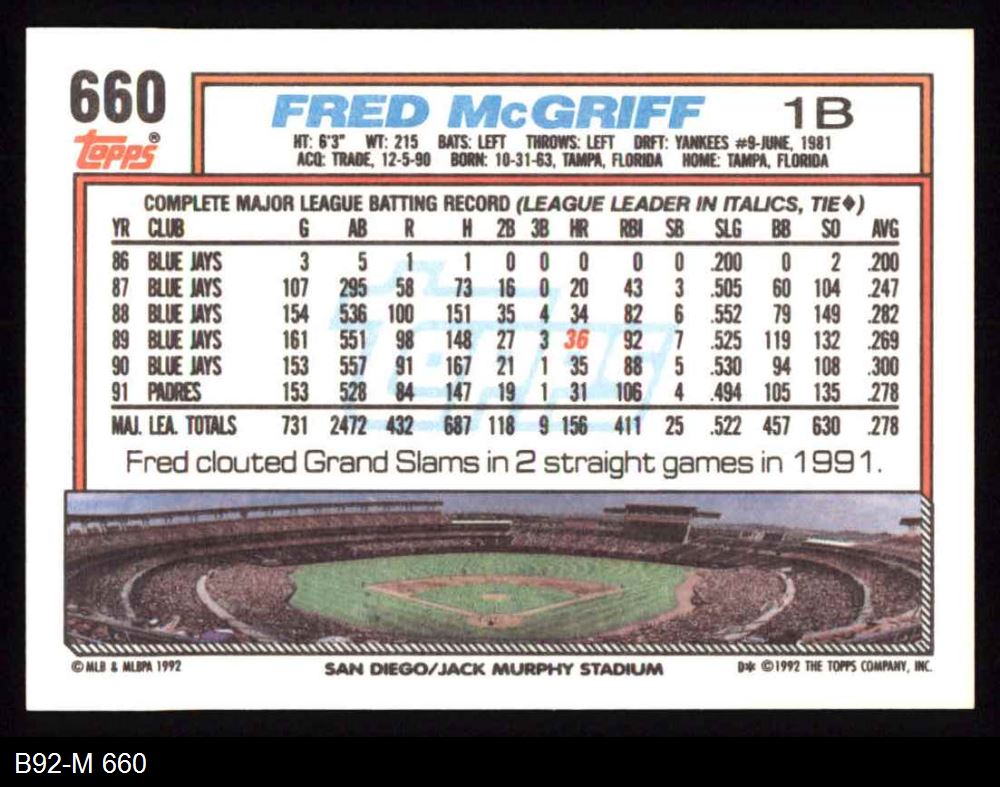 660
Topps®
FRED McGRIFF 1B
HT: 6'3" WT: 215 BATS: LEFT THROWS: LEFT DRFT: YANKEES #9-JUNE, 1981
ACQ: TRADE, 12-5-90 BORN: 10-31-63, TAMPA, FLORIDA HOME: TAMPA, FLORIDA
COMPLETE MAJOR LEAGUE BATTING RECORD (LEAGUE LEADER IN ITALICS, TIE♦)
YR CLUB G AB R H 2B 3B HR RBI SB SLG BB SO AVG
86 BLUE JAYS 3 5 1 1 0 0 0 0 0 .200 0 2 .200
87 BLUE JAYS 107 295 58 73 16 0 20 43 3 .505 60 104 .247
88 BLUE JAYS 154 536 100 151 35 4 34 82 6 .552 79 149 .282
89 BLUE JAYS 161 551 98 148 27 3 36 92 7 .525 119 132 .269
90 BLUE JAYS 153 557 91 167 21 1 35 88 5 .530 94 108 .300
91 PADRES 153 528 84 147 19 1 31 106 4 .494 105 135 .278
MAJ. LEA. TOTALS 731 2472 432 687 118 9 156 411 25 .522 457 630 .278
Fred clouted Grand Slams in 2 straight games in 1991.
© MLB & MLBPA 1992 SAN DIEGO/JACK MURPHY STADIUM D* © 1992 THE TOPPS COMPANY, INC.
B92-M 660